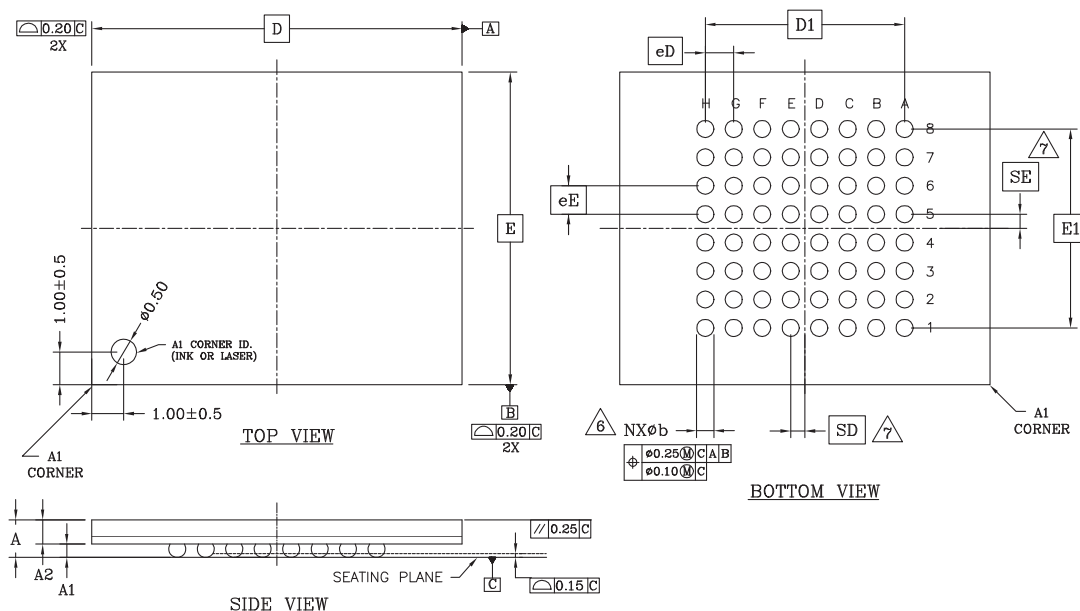 ⌓ 0.20 C
2X
D
A
E
1.00±0.5
ø0.50
A1 CORNER ID.
(INK OR LASER)
1.00±0.5
A1
CORNER
TOP VIEW
B
⌓ 0.20 C
2X
D1
eD
H G F E D C B A
8
7
6
5
4
3
2
1
7
SE
eE
E1
6 NXøb
⌖ ø0.25Ⓜ C A B
ø0.10Ⓜ C
SD 7
A1
CORNER
BOTTOM VIEW
A
A2
A1
// 0.25 C
SEATING PLANE
C
⌓ 0.15 C
SIDE VIEW